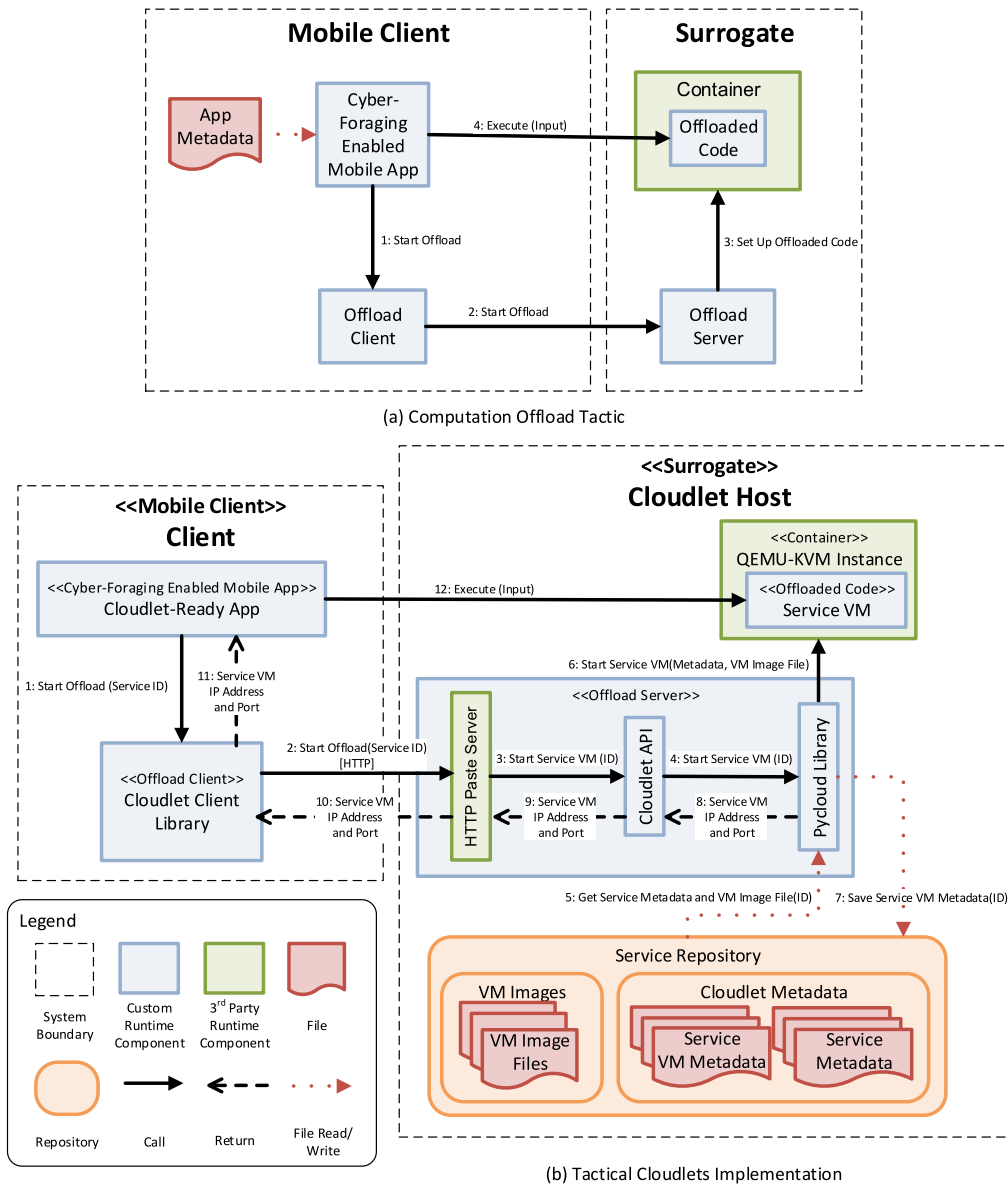 Mobile Client
Surrogate
App
Metadata
Cyber-
Foraging
Enabled
Mobile App
4: Execute (Input)
Container
Offloaded
Code
1: Start Offload
3: Set Up Offloaded Code
Offload
Client
2: Start Offload
Offload
Server
(a) Computation Offload Tactic
<<Mobile Client>>
Client
<<Surrogate>>
Cloudlet Host
<<Cyber-Foraging Enabled Mobile App>>
Cloudlet-Ready App
12: Execute (Input)
<<Container>>
QEMU-KVM Instance
<<Offloaded Code>>
Service VM
1: Start Offload (Service ID)
11: Service VM
IP Address
and Port
6: Start Service VM(Metadata, VM Image File)
<<Offload Server>>
<<Offload Client>>
Cloudlet Client
Library
2: Start Offload(Service ID)
[HTTP]
HTTP Paste Server
3: Start Service VM (ID)
Cloudlet API
4: Start Service VM (ID)
Pycloud Library
10: Service VM
IP Address
and Port
9: Service VM
IP Address
and Port
8: Service VM
IP Address
and Port
5: Get Service Metadata and VM Image File(ID)
7: Save Service VM Metadata(ID)
Service Repository
VM Images
VM Image
Files
Cloudlet Metadata
Service
VM Metadata
Service
Metadata
Legend
System
Boundary
Custom
Runtime
Component
3rd Party
Runtime
Component
File
Repository
Call
Return
File Read/
Write
(b) Tactical Cloudlets Implementation